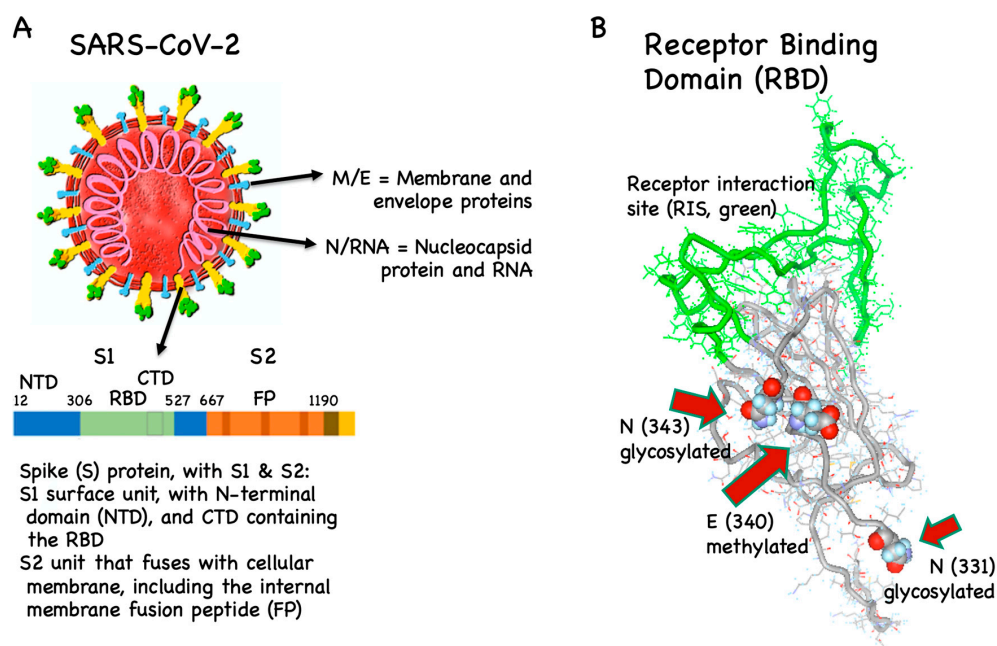 A
SARS-CoV-2
M/E = Membrane and
envelope proteins
N/RNA = Nucleocapsid
protein and RNA
S1
S2
NTD
CTD
RBD
FP
12
306
527
667
1190
Spike (S) protein, with S1 & S2:
S1 surface unit, with N-terminal
domain (NTD), and CTD containing
the RBD
S2 unit that fuses with cellular
membrane, including the internal
membrane fusion peptide (FP)
B
Receptor Binding
Domain (RBD)
Receptor interaction
site (RIS, green)
N (343)
glycosylated
E (340)
methylated
N (331)
glycosylated